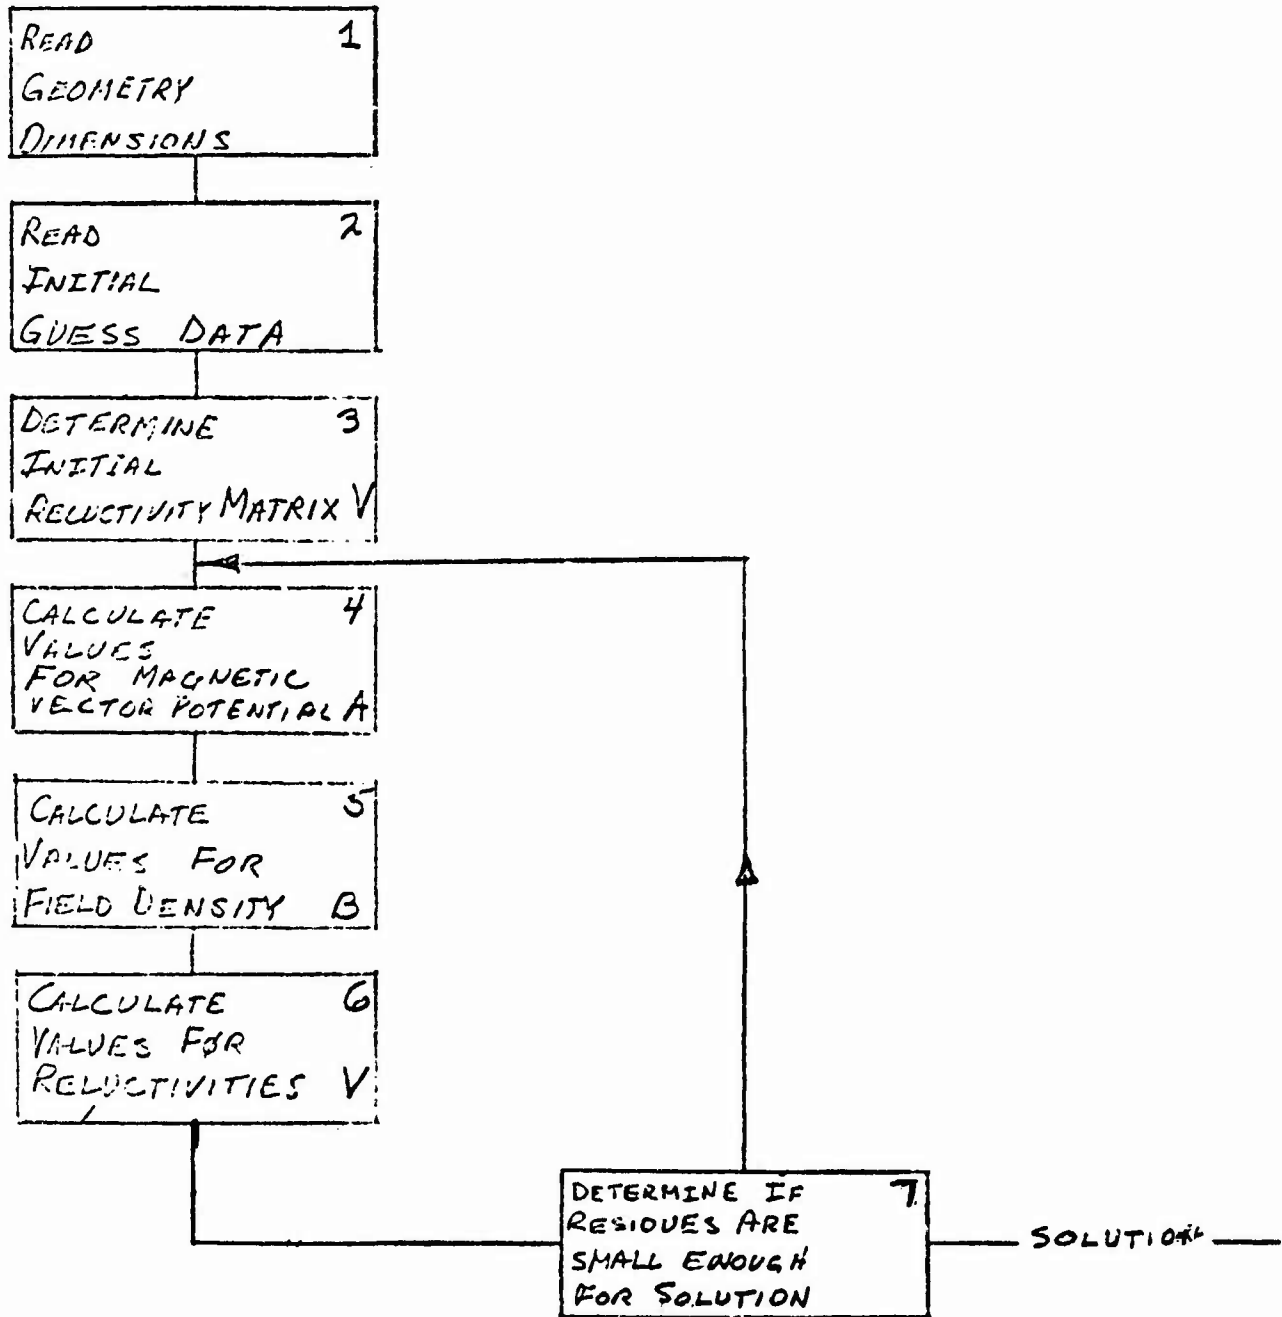 READ 1
GEOMETRY
DIMENSIONS
READ 2
INITIAL
GUESS DATA
DETERMINE 3
INITIAL
RELUCTIVITY MATRIX V
CALCULATE 4
VALUES
FOR MAGNETIC
VECTOR POTENTIAL A
CALCULATE 5
VALUES FOR
FIELD DENSITY B
CALCULATE 6
VALUES FØR
RELUCTIVITIES V
DETERMINE IF 7
RESIDUES ARE
SMALL ENOUGH
FOR SOLUTION
SOLUTION